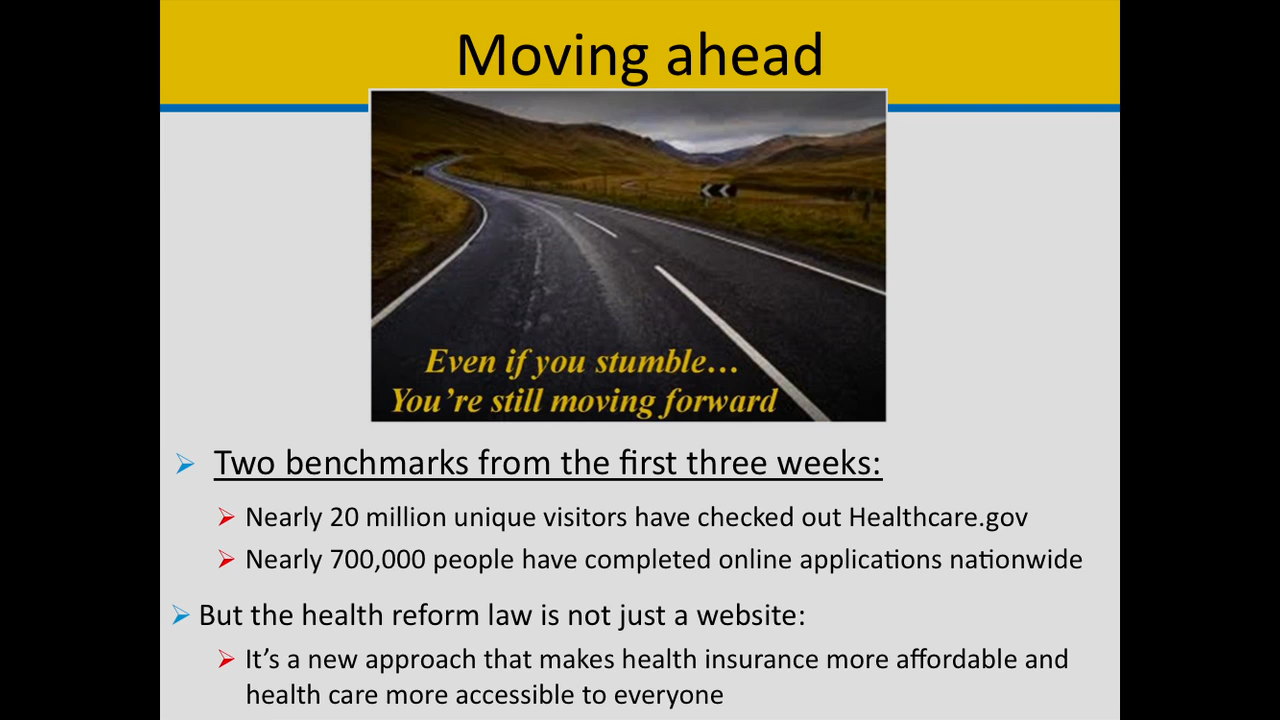 Moving ahead
Even if you stumble…
You’re still moving forward
Two benchmarks from the first three weeks:
Nearly 20 million unique visitors have checked out Healthcare.gov
Nearly 700,000 people have completed online applications nationwide
But the health reform law is not just a website:
It’s a new approach that makes health insurance more affordable and
health care more accessible to everyone